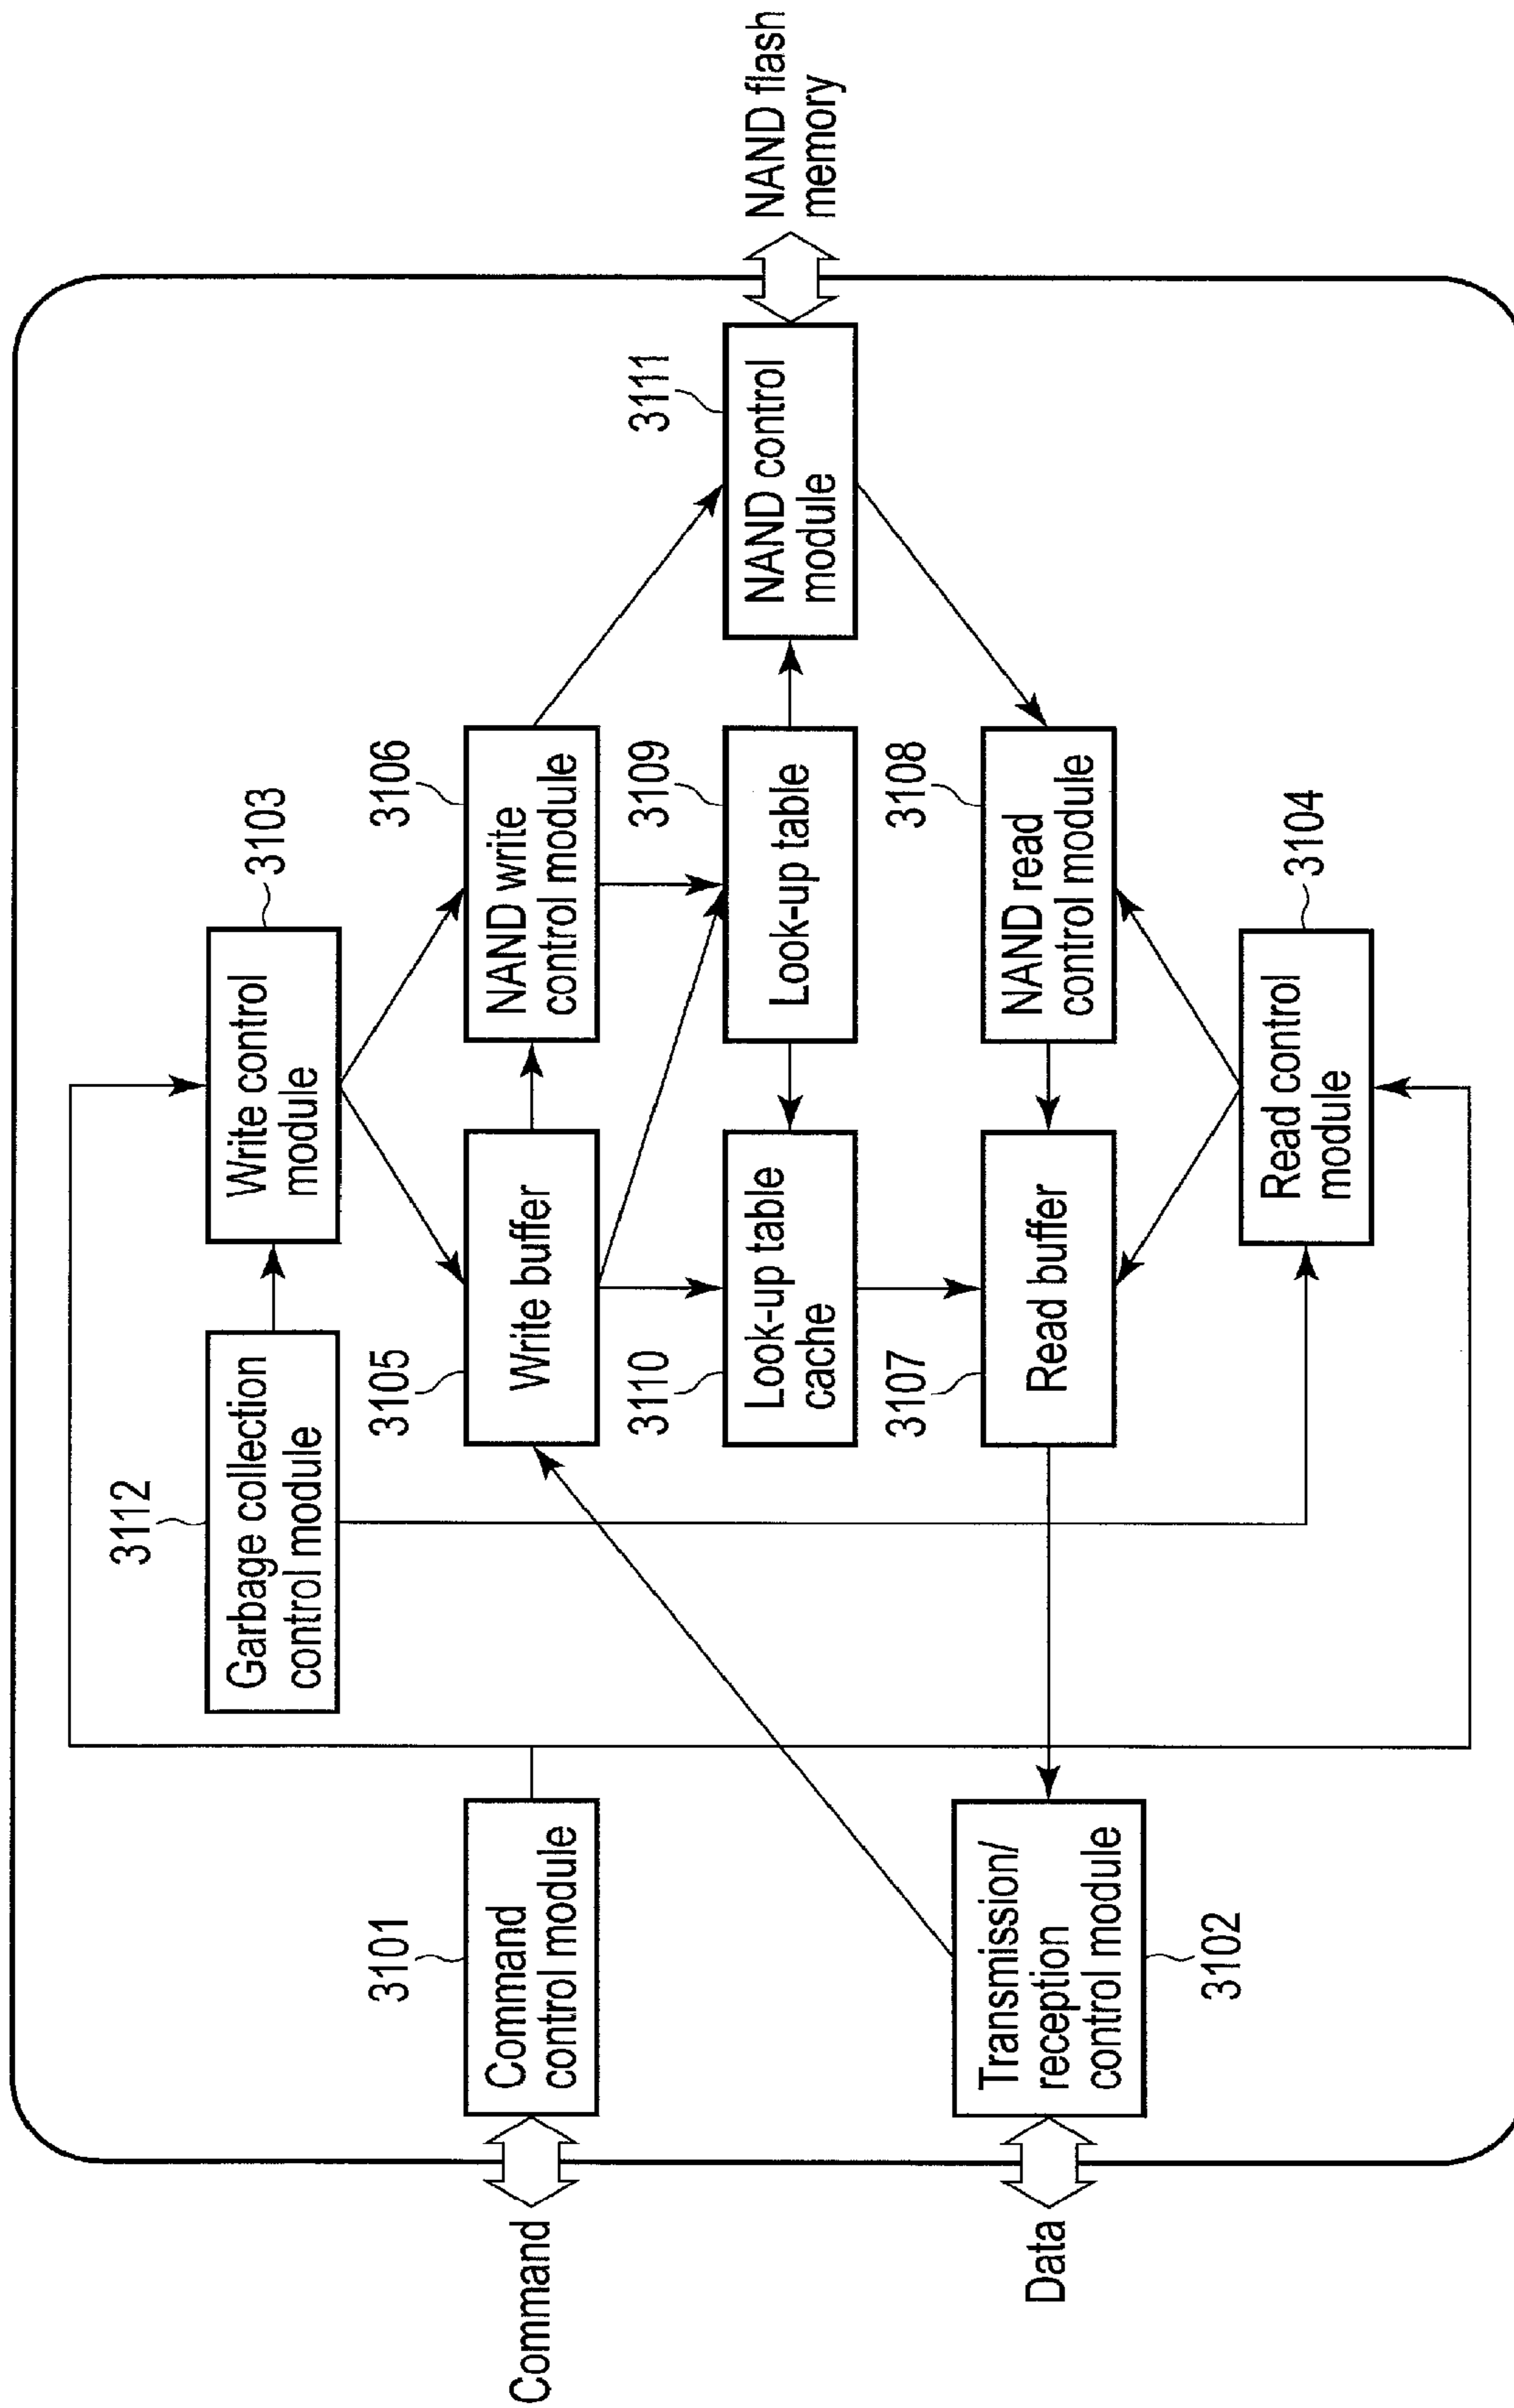 3112
Garbage collection
control module
3103
Write control
module
Command
3101
Command
control module
3105
Write buffer
3106
NAND write
control module
3110
Look-up table
cache
3109
Look-up table
3111
NAND control
module
NAND flash
memory
Data
Transmission/
reception
control module
3102
3107
Read buffer
3108
NAND read
control module
Read control
module
3104